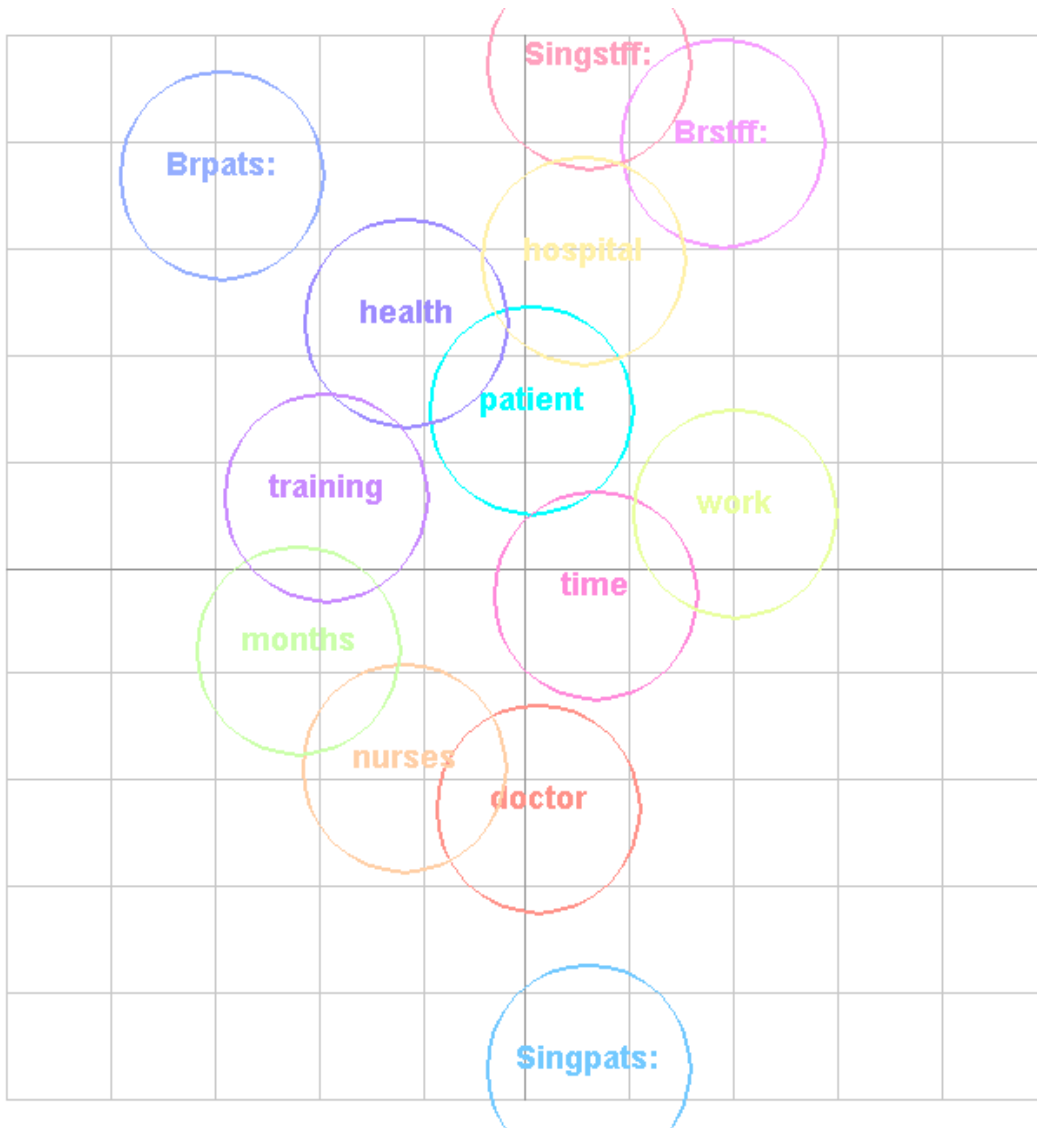 Singstff:
Brstff:
Brpats:
hospital
health
patient
training
work
time
months
nurses
doctor
Singpats: